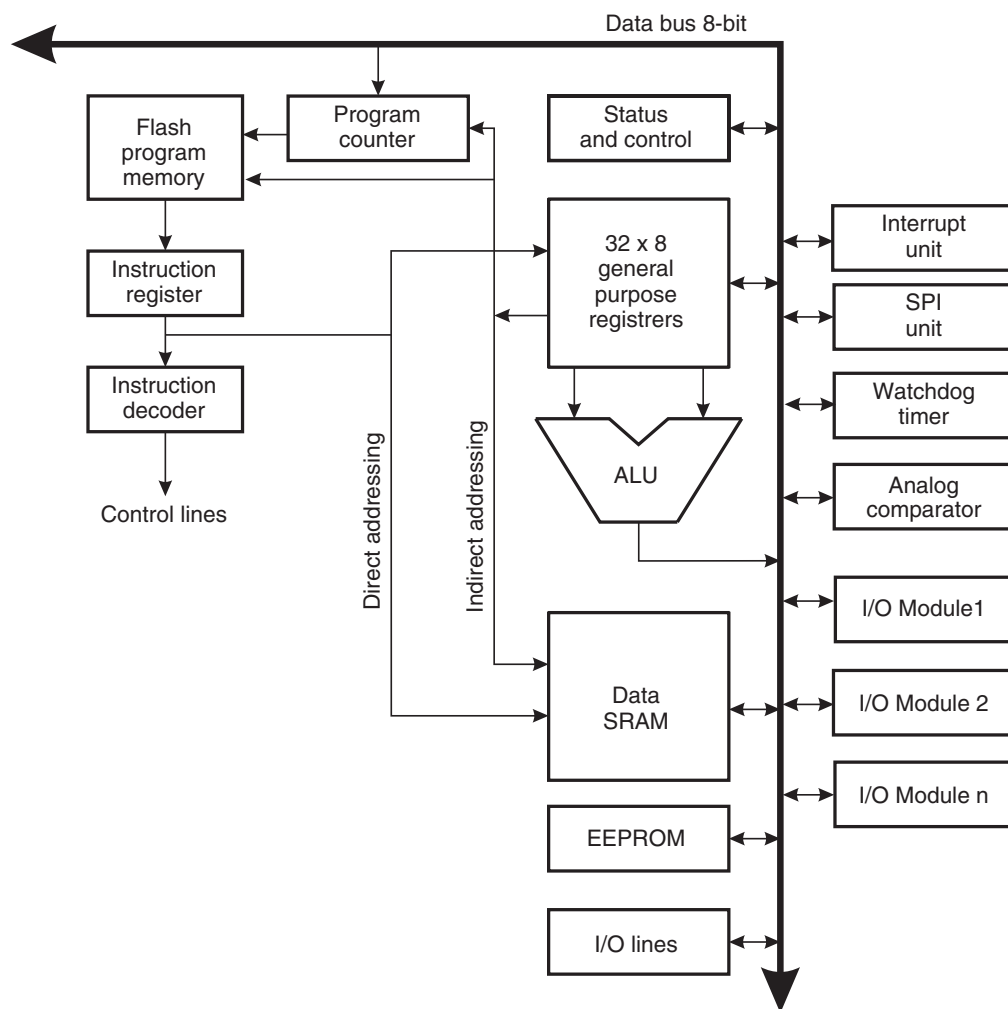 Data bus 8-bit
Flash
program
memory
Program
counter
Status
and control
Instruction
register
32 x 8
general
purpose
registrers
Interrupt
unit
SPI
unit
Instruction
decoder
Watchdog
timer
Control lines
Direct addressing
Indirect addressing
ALU
Analog
comparator
I/O Module1
Data
SRAM
I/O Module 2
I/O Module n
EEPROM
I/O lines